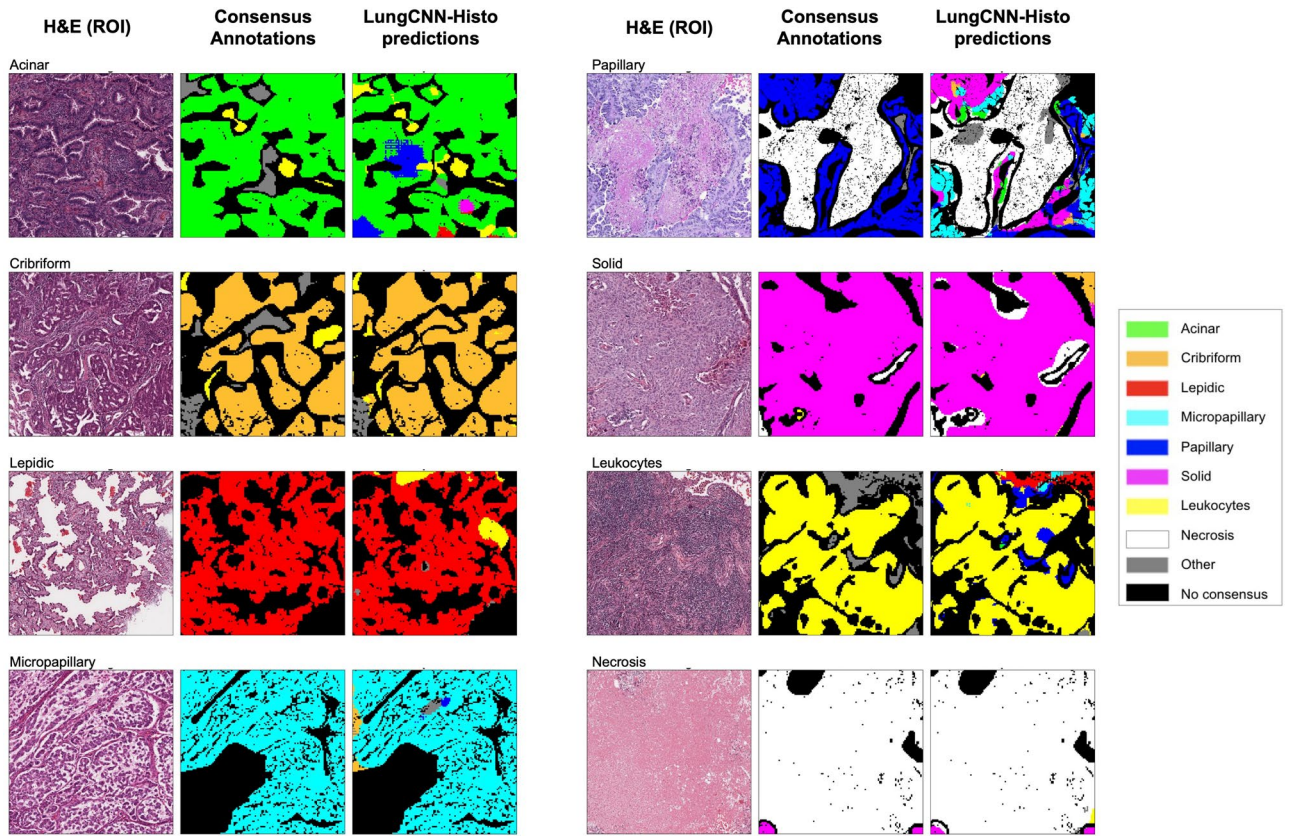 H&E (ROI)
Consensus
Annotations
LungCNN-Histo
predictions
H&E (ROI)
Consensus
Annotations
LungCNN-Histo
predictions
Acinar
Papillary
Cribriform
Solid
Lepidic
Leukocytes
Micropapillary
Necrosis
Acinar
Cribriform
Lepidic
Micropapillary
Papillary
Solid
Leukocytes
Necrosis
Other
No consensus